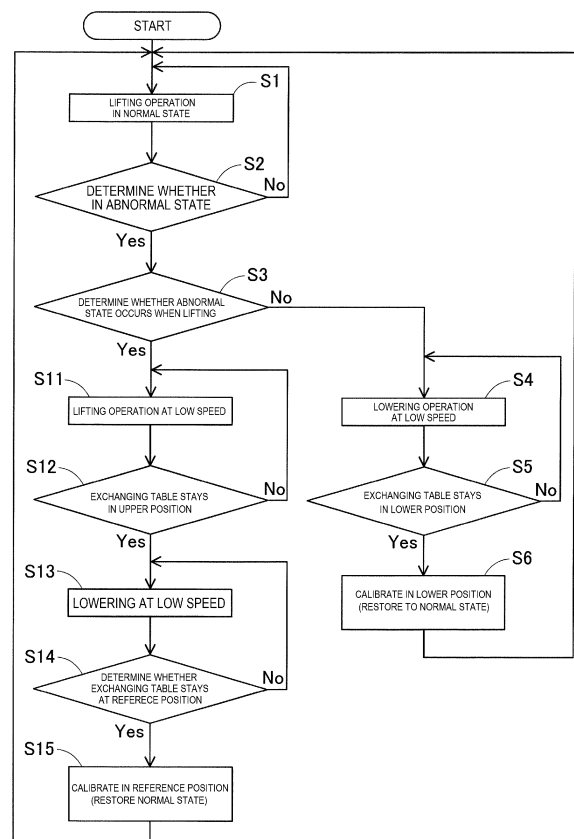 START
S1
LIFTING OPERATION
IN NORMAL STATE
S2
DETERMINE WHETHER
IN ABNORMAL STATE
No
Yes
S3
DETERMINE WHETHER ABNORMAL
STATE OCCURS WHEN LIFTING
No
Yes
S11
LIFTING OPERATION AT LOW SPEED
S4
LOWERING OPERATION
AT LOW SPEED
S12
EXCHANGING TABLE STAYS
IN UPPER POSITION
No
Yes
S5
EXCHANGING TABLE STAYS
IN LOWER POSITION
No
Yes
S13
LOWERING AT LOW SPEED
S6
CALIBRATE IN LOWER POSITION
(RESTORE TO NORMAL STATE)
S14
DETERMINE WHETHER
EXCHANGING TABLE STAYS
AT REFERECE POSITION
No
Yes
S15
CALIBRATE IN REFERENCE POSITION
(RESTORE NORMAL STATE)